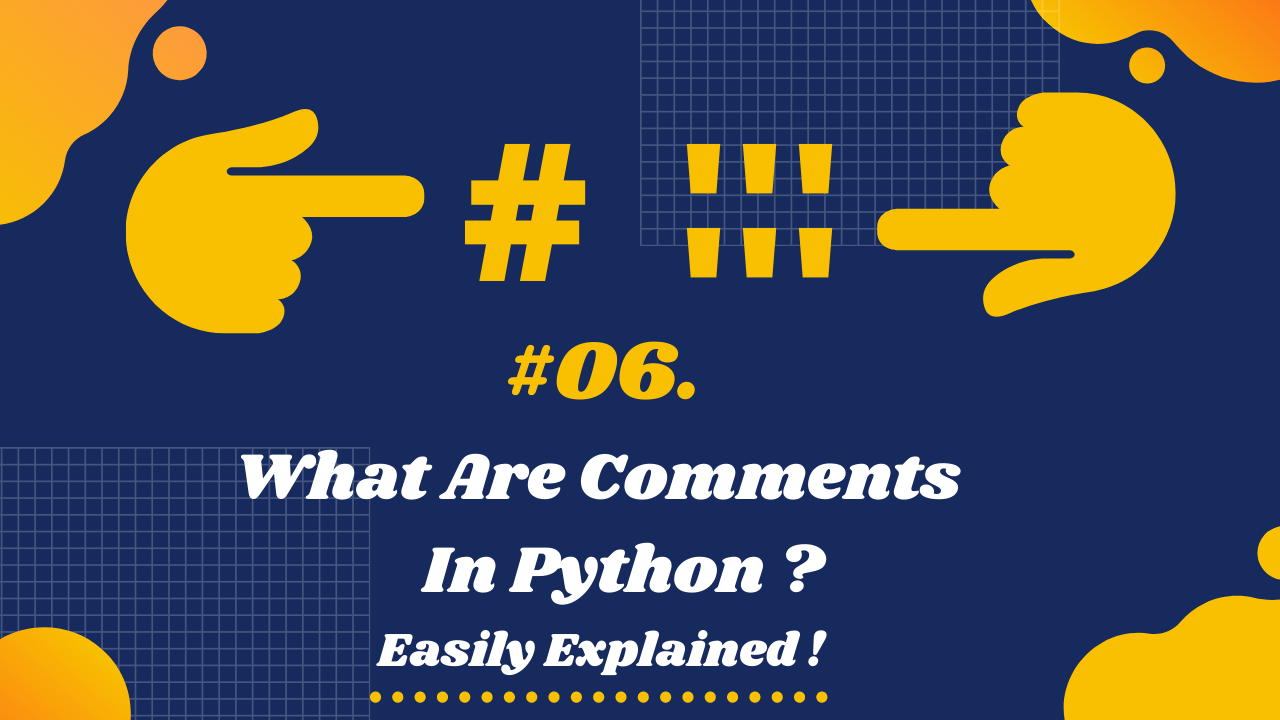 # '''
'''
#06.
What Are Comments
In Python ?
Easily Explained !